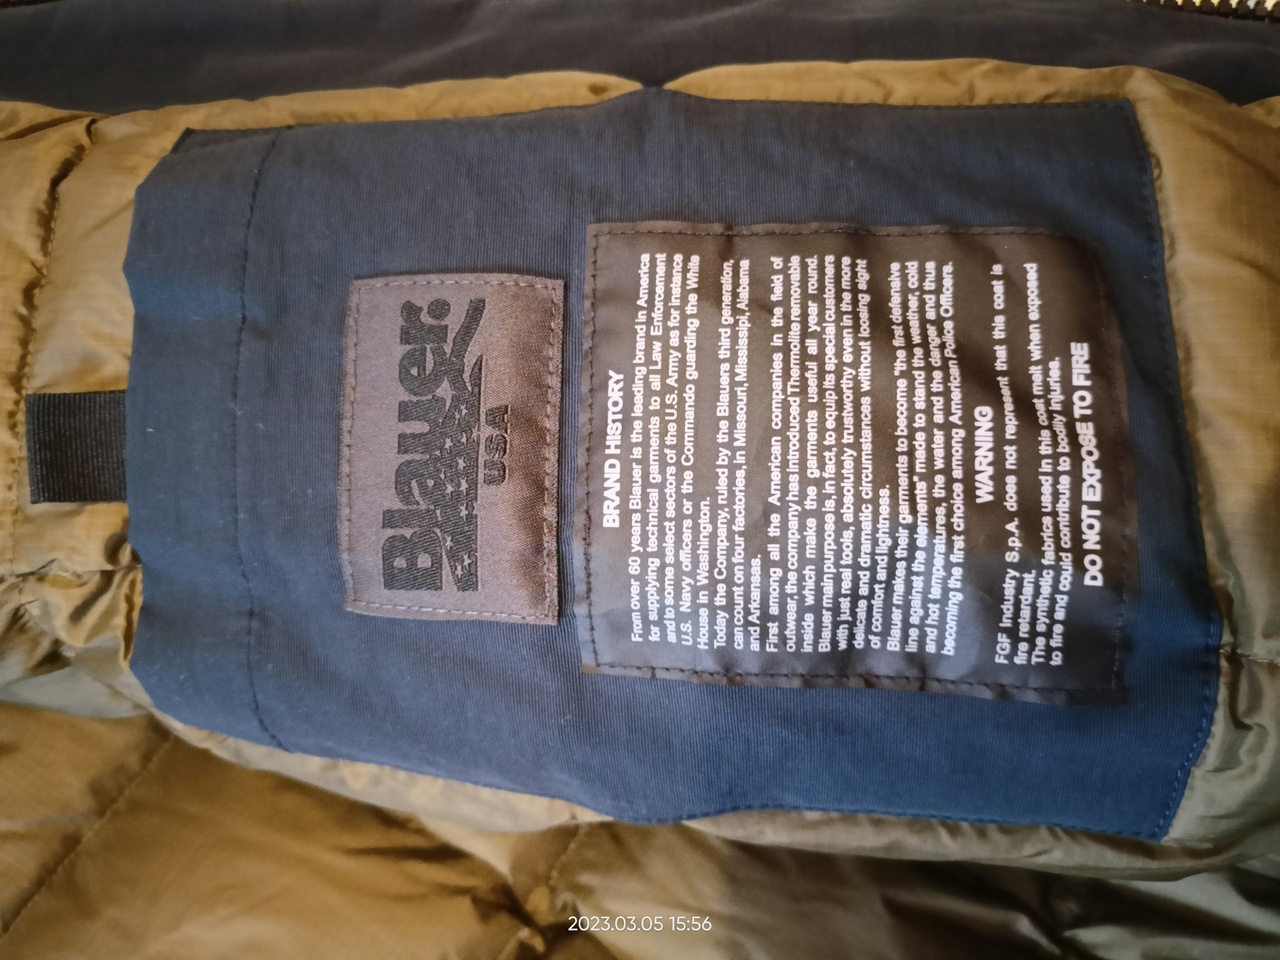 Blauer.
USA
BRAND HISTORY
From over 60 years Blauer is the leading brand in America
for supplying technical garments to all Law Enforcement
and to some select sectors of the U.S. Army as for instance
U.S. Navy officers or the Commando guarding the White
House in Washington.
Today the Company, ruled by the Blauers third generation,
can count on four factories, in Missouri, Mississipi, Alabama
and Arkansas.
First among all the American companies in the field of
outwear, the company has introduced Thermolite removable
inside which make the garments useful all year round.
Blauer main purpose is, in fact, to equip its special customers
with just real tools, absolutely trustworthy even in the more
delicate and dramatic circumstances without loosing sight
of comfort and lightness.
Blauer makes their garments to become "the first defensive
line against the elements" made to stand the weather, cold
and hot temperatures, the water and the danger and thus
becoming the first choice among American Police Officers.
WARNING
FGF Industry S.p.A. does not represent that this coat is
fire retardant.
The synthetic fabrics used in this coat melt when exposed
to fire and could contribute to bodily injuries.
DO NOT EXPOSE TO FIRE
2023.03.05 15:56